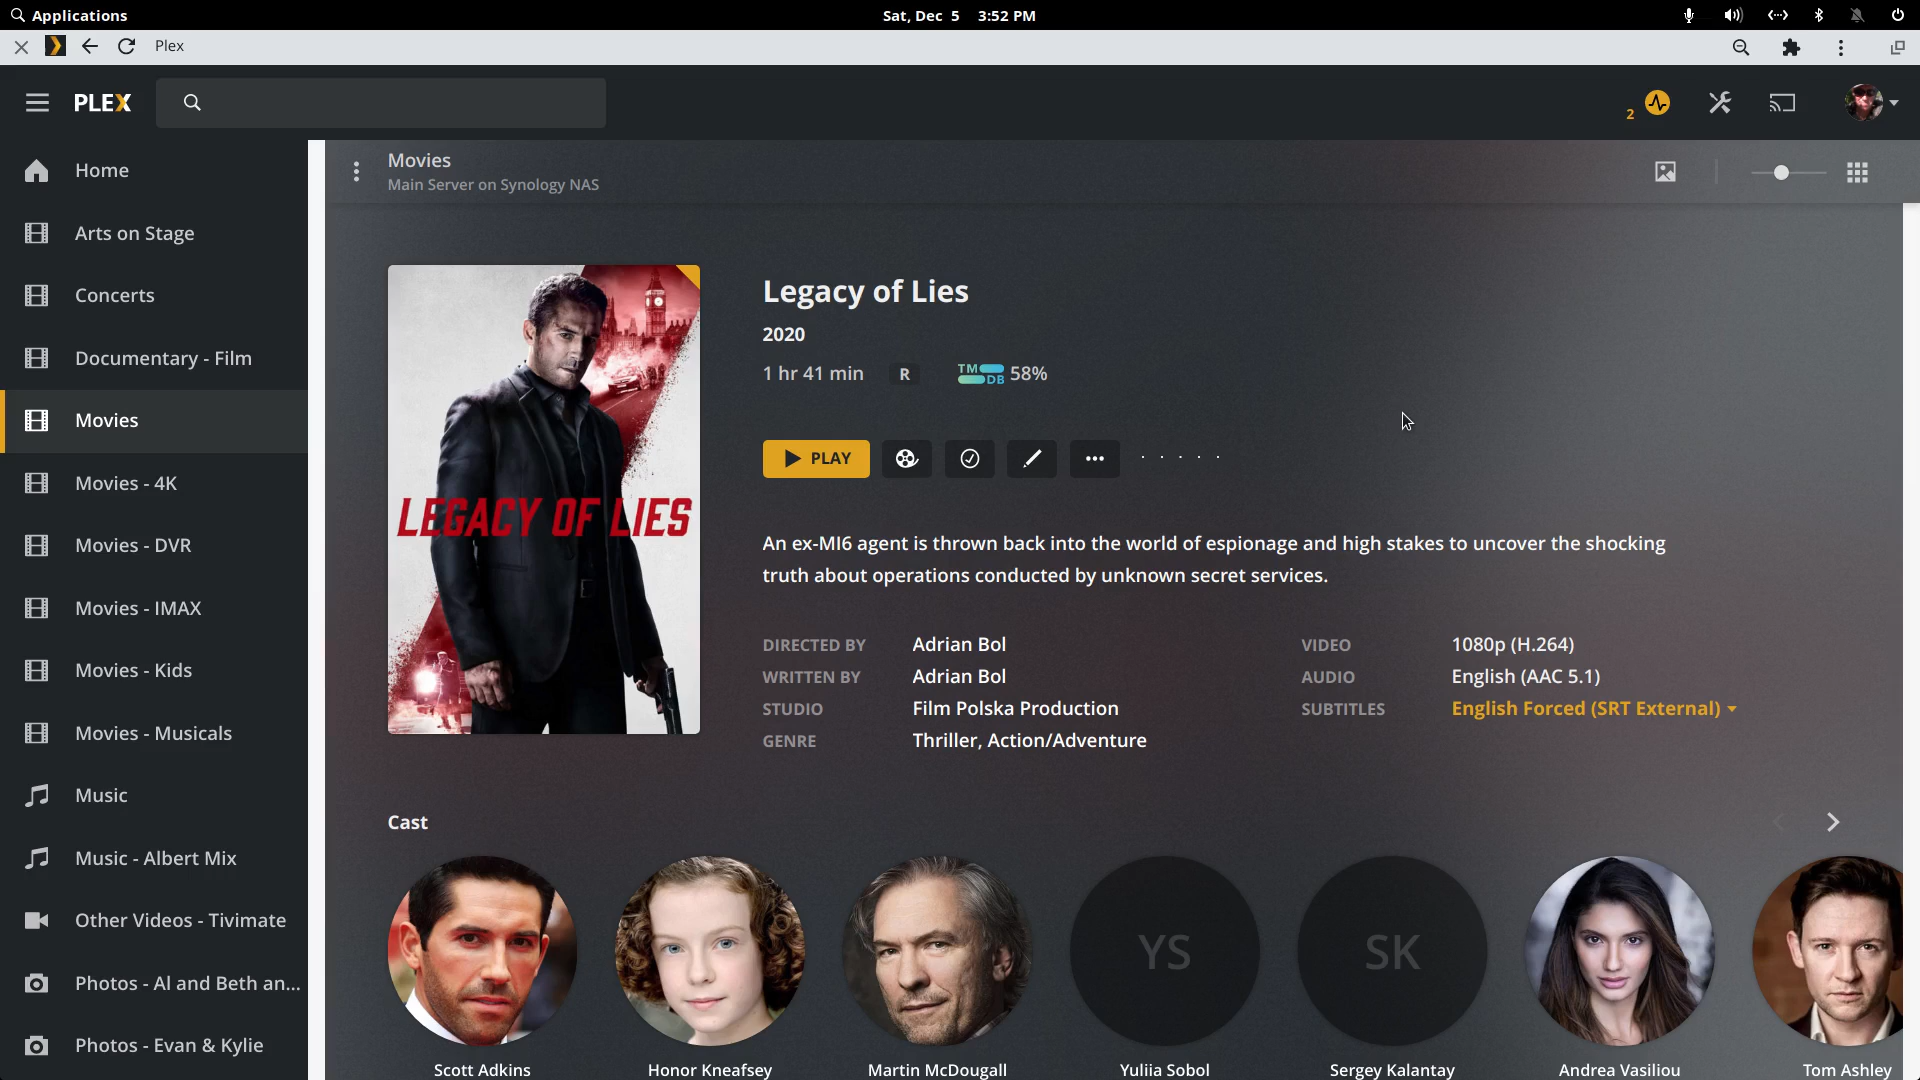 Applications
Sat, Dec 5 3:52 PM
Plex
PLEX
2
Home
Arts on Stage
Concerts
Documentary - Film
Movies
Movies - 4K
Movies - DVR
Movies - IMAX
Movies - Kids
Movies - Musicals
Music
Music - Albert Mix
Other Videos - Tivimate
Photos - Al and Beth an...
Photos - Evan & Kylie
Movies
Main Server on Synology NAS
LEGACY OF LIES
Legacy of Lies
2020
1 hr 41 min R TMDB 58%
PLAY
An ex-MI6 agent is thrown back into the world of espionage and high stakes to uncover the shocking
truth about operations conducted by unknown secret services.
DIRECTED BY Adrian Bol
WRITTEN BY Adrian Bol
STUDIO Film Polska Production
GENRE Thriller, Action/Adventure
VIDEO 1080p (H.264)
AUDIO English (AAC 5.1)
SUBTITLES English Forced (SRT External)
Cast
YS
SK
Scott Adkins
Honor Kneafsey
Martin McDougall
Yuliia Sobol
Sergey Kalantay
Andrea Vasiliou
Tom Ashley